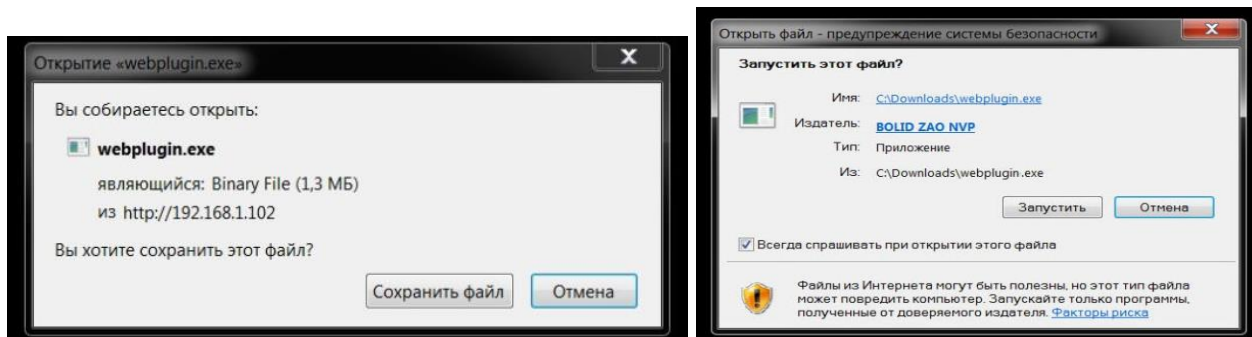 Открытие «webplugin.exe»
Вы собираетесь открыть:
webplugin.exe
являющийся: Binary File (1,3 МБ)
из http://192.168.1.102
Вы хотите сохранить этот файл?
Сохранить файл Отмена
Открыть файл - предупреждение системы безопасности
Запустить этот файл?
Имя: C:\Downloads\webplugin.exe
Издатель: BOLID ZAO NVP
Тип: Приложение
Из: C:\Downloads\webplugin.exe
Запустить Отмена
Всегда спрашивать при открытии этого файла
Файлы из Интернета могут быть полезны, но этот тип файла
может повредить компьютер. Запускайте только программы,
полученные от доверяемого издателя. Факторы риска